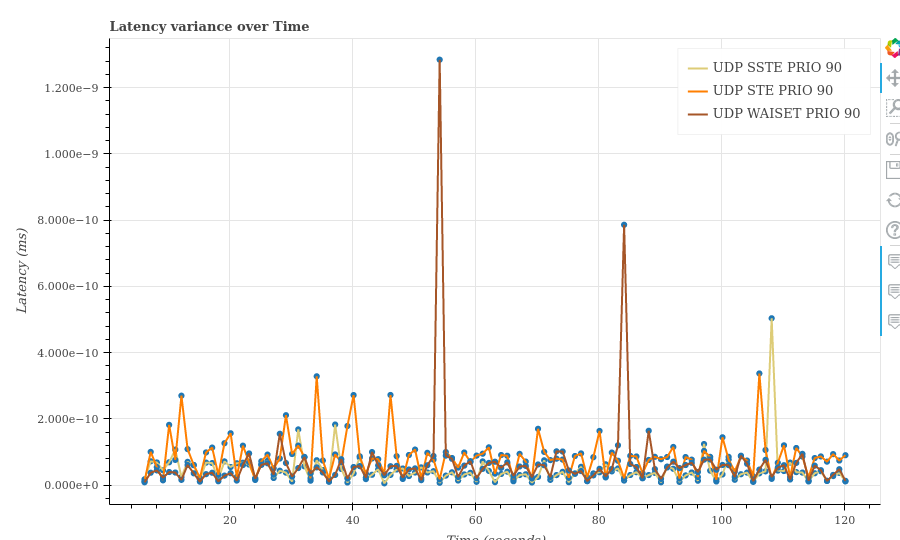 Latency variance over Time
UDP SSTE PRIO 90
UDP STE PRIO 90
UDP WAISET PRIO 90
Latency (ms)
1.200e−9
1.000e−9
8.000e−10
6.000e−10
4.000e−10
2.000e−10
0.000e+0
20
40
60
80
100
120
Time (seconds)